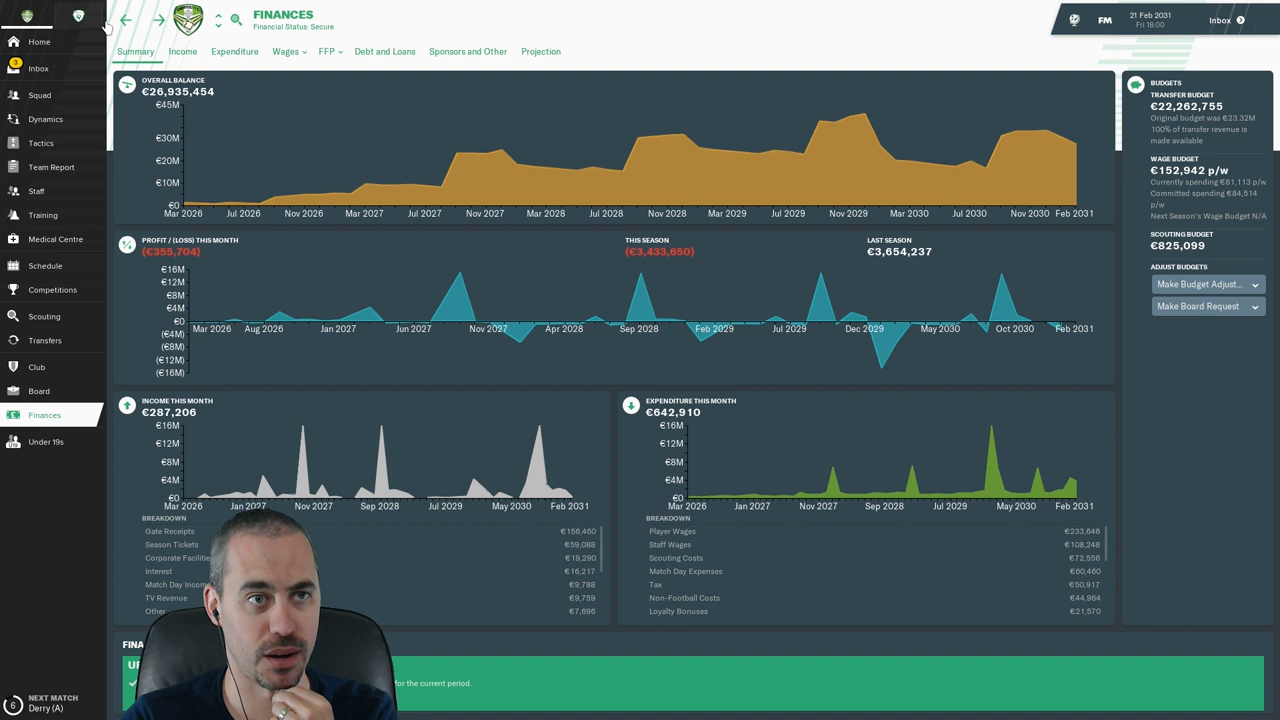 FINANCES
Financial Status: Secure
21 Feb 2031
Fri 18:00
FM
Inbox
Summary
Income
Expenditure
Wages
FFP
Debt and Loans
Sponsors and Other
Projection
Home
3
Inbox
Squad
Dynamics
Tactics
Team Report
Staff
Training
Medical Centre
Schedule
Competitions
Scouting
Transfers
Club
Board
Finances
Under 19s
6
NEXT MATCH
Derry (A)
OVERALL BALANCE
€26,935,454
€45M
€30M
€20M
€10M
€0
Mar 2026 Jul 2026 Nov 2026 Mar 2027 Jul 2027 Nov 2027 Mar 2028 Jul 2028 Nov 2028 Mar 2029 Jul 2029 Nov 2029 Mar 2030 Jul 2030 Nov 2030 Feb 2031
PROFIT / (LOSS) THIS MONTH
(€355,704)
THIS SEASON
(€3,433,650)
LAST SEASON
€3,654,237
€16M
€12M
€8M
€4M
€0
(€4M)
(€8M)
(€12M)
(€16M)
Mar 2026 Aug 2026 Jan 2027 Jun 2027 Nov 2027 Apr 2028 Sep 2028 Feb 2029 Jul 2029 Dec 2029 May 2030 Oct 2030 Feb 2031
INCOME THIS MONTH
€287,206
€16M
€12M
€8M
€4M
€0
Mar 2026 Jan 2027 Nov 2027 Sep 2028 Jul 2029 May 2030 Feb 2031
BREAKDOWN
Gate Receipts €156,460
Season Tickets €59,088
Corporate Facilitie €19,290
Interest €16,217
Match Day Incom €9,788
TV Revenue €9,759
Other €7,696
EXPENDITURE THIS MONTH
€642,910
€16M
€12M
€8M
€4M
€0
Mar 2026 Jan 2027 Nov 2027 Sep 2028 Jul 2029 May 2030 Feb 2031
BREAKDOWN
Player Wages €233,646
Staff Wages €108,248
Scouting Costs €72,556
Match Day Expenses €60,460
Tax €50,917
Non-Football Costs €44,964
Loyalty Bonuses €21,570
BUDGETS
TRANSFER BUDGET
€22,262,755
Original budget was €23.32M
100% of transfer revenue is
made available
WAGE BUDGET
€152,942 p/w
Currently spending €81,113 p/w
Committed spending €84,514
p/w
Next Season's Wage Budget N/A
SCOUTING BUDGET
€825,099
ADJUST BUDGETS
Make Budget Adjust...
Make Board Request
FINA
for the current period.